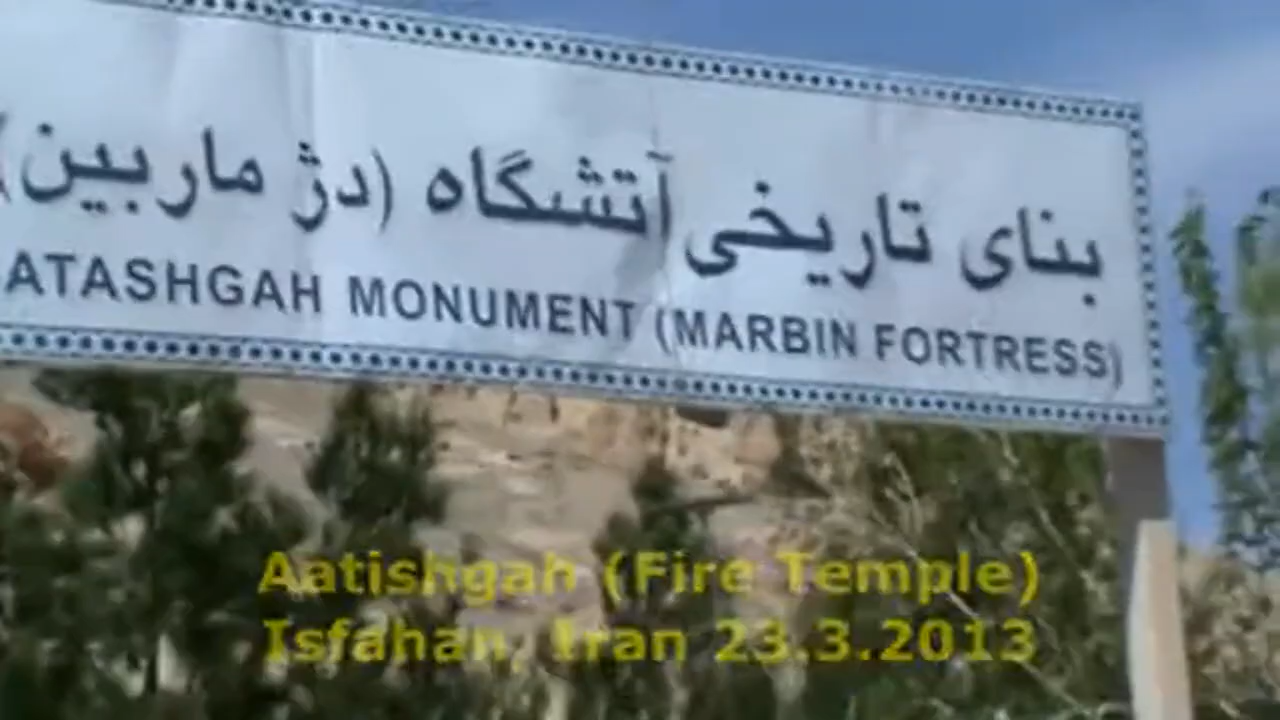 بنای تاریخی آتشگاه (دژ ماربین)
ATASHGAH MONUMENT (MARBIN FORTRESS)
Aatishgah (Fire Temple)
Isfahan, Iran 23.3.2013